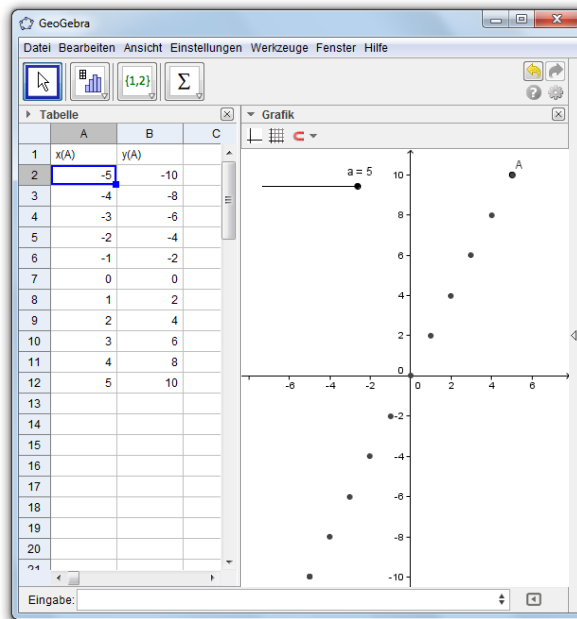 GeoGebra
Datei Bearbeiten Ansicht Einstellungen Werkzeuge Fenster Hilfe
{1,2} Σ
Tabelle
A B C
1 x(A) y(A)
2 -5 -10
3 -4 -8
4 -3 -6
5 -2 -4
6 -1 -2
7 0 0
8 1 2
9 2 4
10 3 6
11 4 8
12 5 10
13
14
15
16
17
18
19
20
21
Grafik
a = 5
A
10
8
6
4
2
0
-6 -4 -2 0 2 4 6
-2
-4
-6
-8
-10
Eingabe: